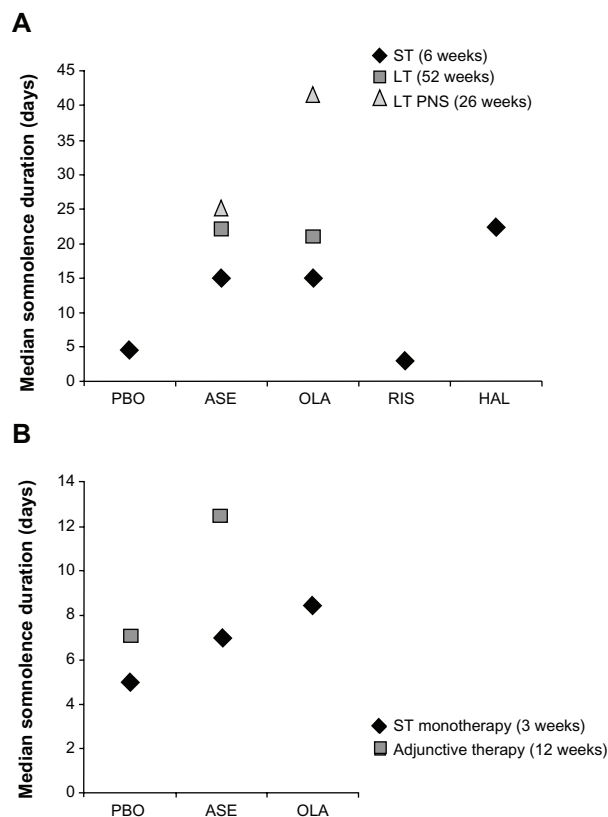 A
ST (6 weeks)
LT (52 weeks)
LT PNS (26 weeks)
Median somnolence duration (days)
45
40
35
30
25
20
15
10
5
0
PBO ASE OLA RIS HAL
B
Median somnolence duration (days)
14
12
10
8
6
4
2
0
PBO ASE OLA
ST monotherapy (3 weeks)
Adjunctive therapy (12 weeks)